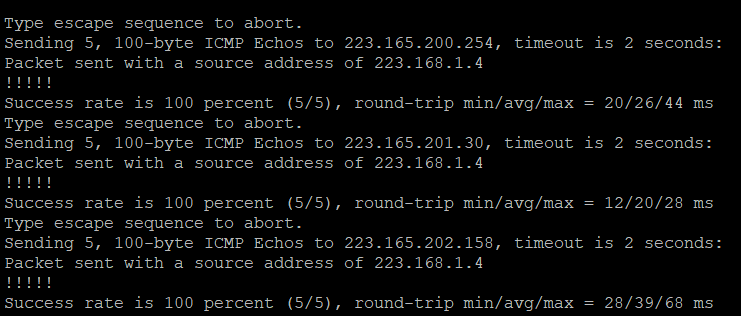 Type escape sequence to abort.
Sending 5, 100-byte ICMP Echos to 223.165.200.254, timeout is 2 seconds:
Packet sent with a source address of 223.168.1.4
!!!!!
Success rate is 100 percent (5/5), round-trip min/avg/max = 20/26/44 ms
Type escape sequence to abort.
Sending 5, 100-byte ICMP Echos to 223.165.201.30, timeout is 2 seconds:
Packet sent with a source address of 223.168.1.4
!!!!!
Success rate is 100 percent (5/5), round-trip min/avg/max = 12/20/28 ms
Type escape sequence to abort.
Sending 5, 100-byte ICMP Echos to 223.165.202.158, timeout is 2 seconds:
Packet sent with a source address of 223.168.1.4
!!!!!
Success rate is 100 percent (5/5), round-trip min/avg/max = 28/39/68 ms